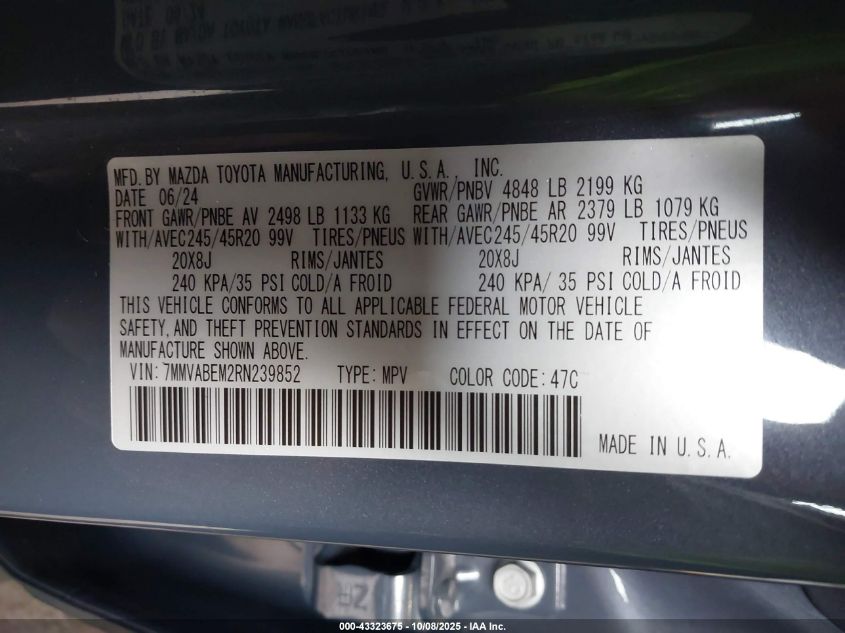 MFD. BY MAZDA TOYOTA MANUFACTURING, U.S.A., INC.
DATE 06/24 GVWR/PNBV 4848 LB 2199 KG
FRONT GAWR/PNBE AV 2498 LB 1133 KG REAR GAWR/PNBE AR 2379 LB 1079 KG
WITH/AVEC 245/45R20 99V TIRES/PNEUS WITH/AVEC 245/45R20 99V TIRES/PNEUS
20X8J RIMS/JANTES 20X8J RIMS/JANTES
240 KPA/35 PSI COLD/A FROID 240 KPA/ 35 PSI COLD/A FROID
THIS VEHICLE CONFORMS TO ALL APPLICABLE FEDERAL MOTOR VEHICLE
SAFETY, AND THEFT PREVENTION STANDARDS IN EFFECT ON THE DATE OF
MANUFACTURE SHOWN ABOVE.
VIN: 7MMVABEM2RN239852 TYPE: MPV COLOR CODE: 47C
MADE IN U.S.A.
000-43323675 - 10/08/2025 - IAA Inc.